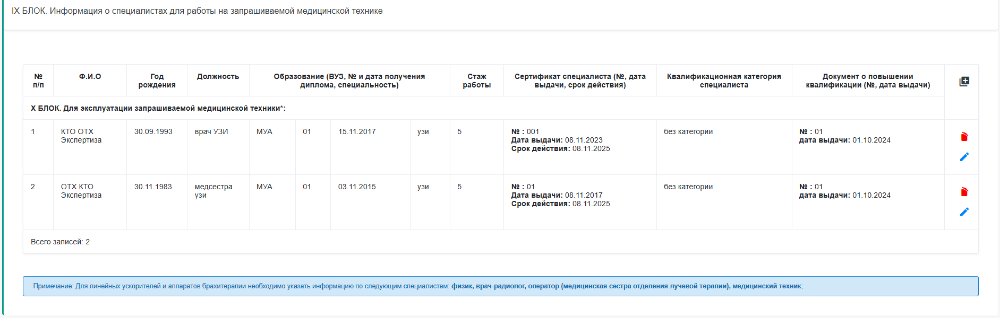 IX БЛОК. Информация о специалистах для работы на запрашиваемой медицинской технике
№ п/п
Ф.И.О
Год рождения
Должность
Образование (ВУЗ, № и дата получения диплома, специальность)
Стаж работы
Сертификат специалиста (№, дата выдачи, срок действия)
Квалификационная категория специалиста
Документ о повышении квалификации (№, дата выдачи)
X БЛОК. Для эксплуатации запрашиваемой медицинской техники*:
1
КТО ОТХ
Экспертиза
30.09.1993
врач УЗИ
МУА
01
15.11.2017
узи
5
№ : 001
Дата выдачи: 08.11.2023
Срок действия: 08.11.2025
без категории
№ : 01
дата выдачи: 01.10.2024
2
ОТХ КТО
Экспертиза
30.11.1983
медсестра
узи
МУА
01
03.11.2015
узи
5
№ : 01
Дата выдачи: 08.11.2017
Срок действия: 08.11.2025
без категории
№ : 01
дата выдачи: 01.10.2024
Всего записей: 2
Примечание: Для линейных ускорителей и аппаратов брахитерапии необходимо указать информацию по следующим специалистам: физик, врач-радиолог, оператор (медицинская сестра отделения лучевой терапии), медицинский техник;